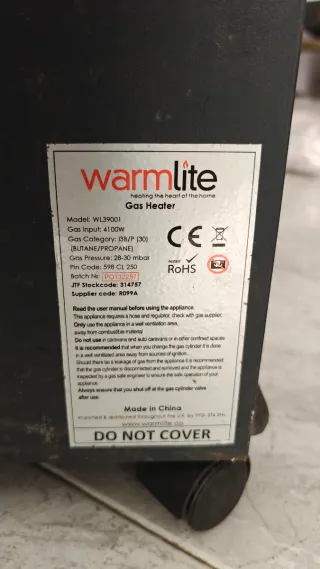 warmlite
heating the heart of the home
Gas Heater
Model: WL39001
Gas Input: 4100W
Gas Category: I3B/P (30)
(BUTANE/PROPANE)
Gas Pressure: 28-30 mbar
Pin Code: 598 CL 250
Batch No:
JTF Stockcode: 314757
Supplier code: R099A
CE
RoHS
Read the user manual before using the appliance.
This appliance requires a hose and regulator, check with gas supplier.
Only use the appliance in a well ventilation area,
away from combustible material
Do not use in caravans and auto caravans or in other confined spaces
It is recommended that when you change the gas cylinder it is done
in a well ventilated area away from sources of ignition.
Should there be a leakage of gas from the appliance it is recommended
that the gas cylinder is disconnected and removed and the appliance is
inspected by a gas safe engineer to ensure the safe operation of your
appliance.
Always ensure that you shut off at the gas cylinder valve
after use.
Made in China
Imported & distributed throughout the U.K. by
www.warmlite.co
DO NOT COVER